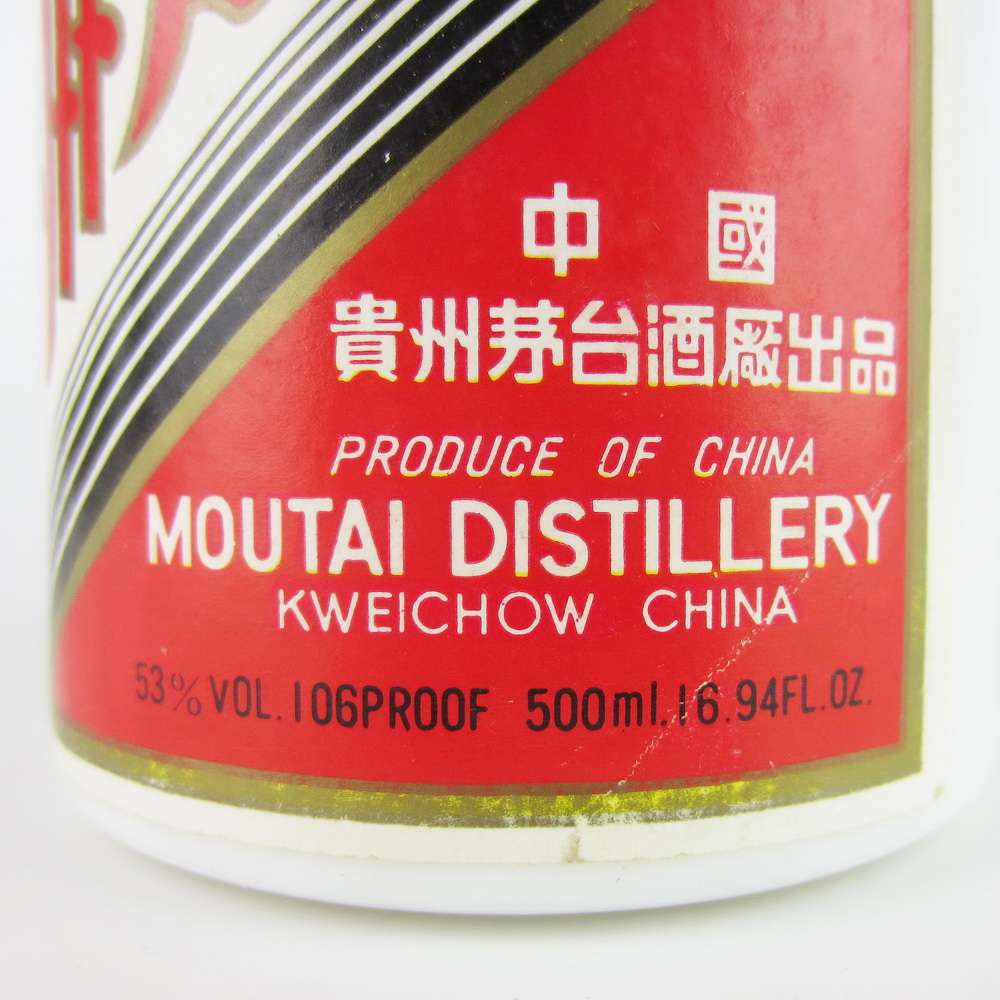 中國
貴州茅台酒廠出品
PRODUCE OF CHINA
MOUTAI DISTILLERY
KWEICHOW CHINA
53% VOL. 106PROOF 500ml. 16.94FL.OZ.